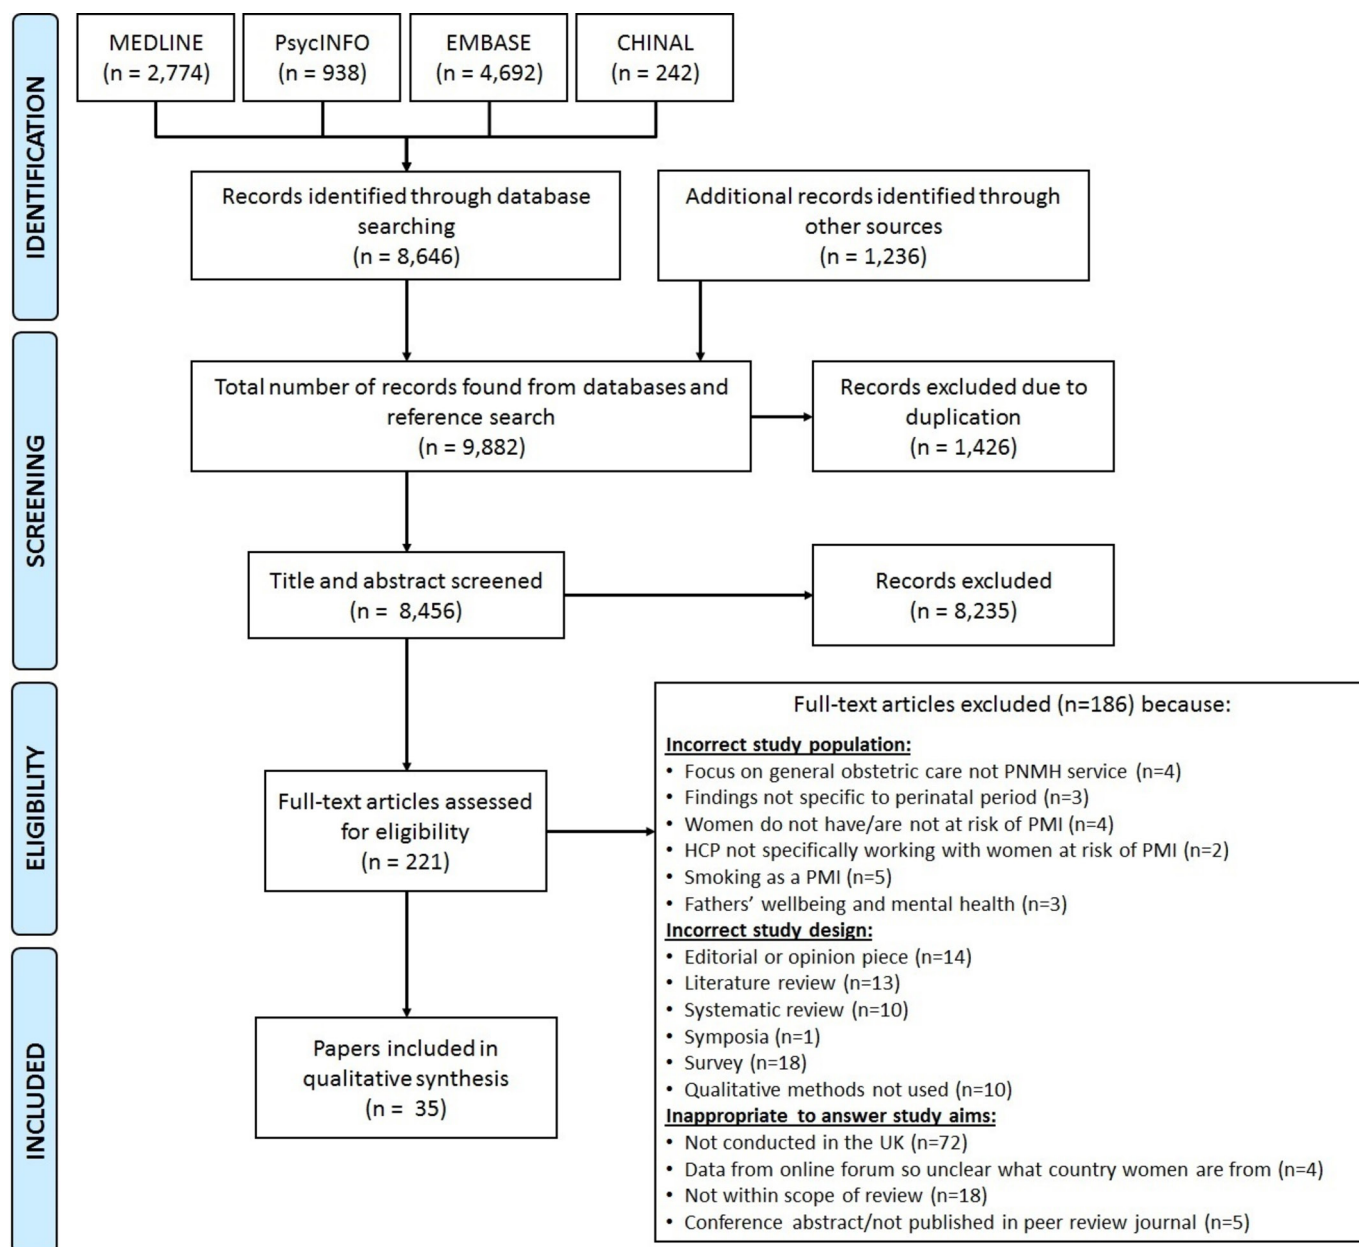 IDENTIFICATION
MEDLINE
(n = 2,774)
PsycINFO
(n = 938)
EMBASE
(n = 4,692)
CHINAL
(n = 242)
Records identified through database
searching
(n = 8,646)
Additional records identified through
other sources
(n = 1,236)
SCREENING
Total number of records found from databases and
reference search
(n = 9,882)
Records excluded due to
duplication
(n = 1,426)
Title and abstract screened
(n =  8,456)
Records excluded
(n = 8,235)
ELIGIBILITY
Full-text articles assessed
for eligibility
(n = 221)
Full-text articles excluded (n=186) because:
Incorrect study population:
• Focus on general obstetric care not PNMH service (n=4)
• Findings not specific to perinatal period (n=3)
• Women do not have/are not at risk of PMI (n=4)
• HCP not specifically working with women at risk of PMI (n=2)
• Smoking as a PMI (n=5)
• Fathers’ wellbeing and mental health (n=3)
Incorrect study design:
• Editorial or opinion piece (n=14)
• Literature review (n=13)
• Systematic review (n=10)
• Symposia (n=1)
• Survey (n=18)
• Qualitative methods not used (n=10)
Inappropriate to answer study aims:
• Not conducted in the UK (n=72)
• Data from online forum so unclear what country women are from (n=4)
• Not within scope of review (n=18)
• Conference abstract/not published in peer review journal (n=5)
INCLUDED
Papers included in
qualitative synthesis
(n =  35)